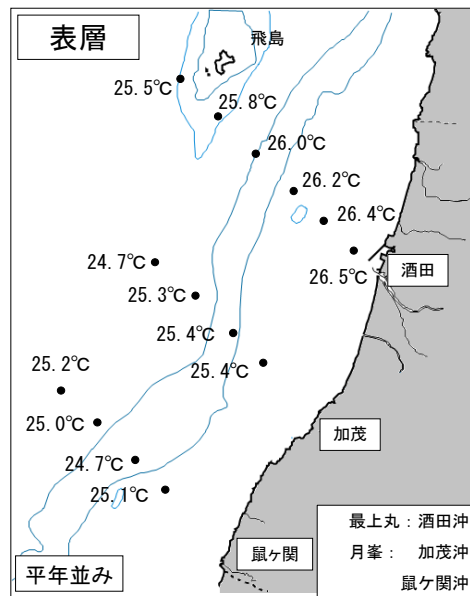 表層
飛島
25.5℃
25.8℃
26.0℃
26.2℃
26.4℃
26.5℃
酒田
24.7℃
25.3℃
25.4℃
25.4℃
25.2℃
25.0℃
24.7℃
25.1℃
加茂
鼠ヶ関
平年並み
最上丸：酒田沖
月峯：　加茂沖
鼠ケ関沖